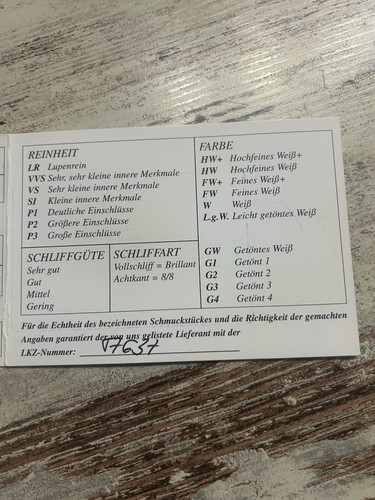 REINHEIT
LR Lupenrein
VVS Sehr, sehr kleine innere Merkmale
VS Sehr kleine innere Merkmale
SI Kleine innere Merkmale
P1 Deutliche Einschlüsse
P2 Größere Einschlüsse
P3 Große Einschlüsse
FARBE
HW+ Hochfeines Weiß+
HW Hochfeines Weiß
FW+ Feines Weiß+
FW Feines Weiß
W Weiß
L.g.W. Leicht getöntes Weiß
GW Getöntes Weiß
G1 Getönt 1
G2 Getönt 2
G3 Getönt 3
G4 Getönt 4
SCHLIFFGÜTE
Sehr gut
Gut
Mittel
Gering
SCHLIFFART
Vollschliff = Brillant
Achtkant = 8/8
Für die Echtheit des bezeichneten Schmuckstückes und die Richtigkeit der gemachten
Angaben garantiert der von uns gelistete Lieferant mit der
LKZ-Nummer: